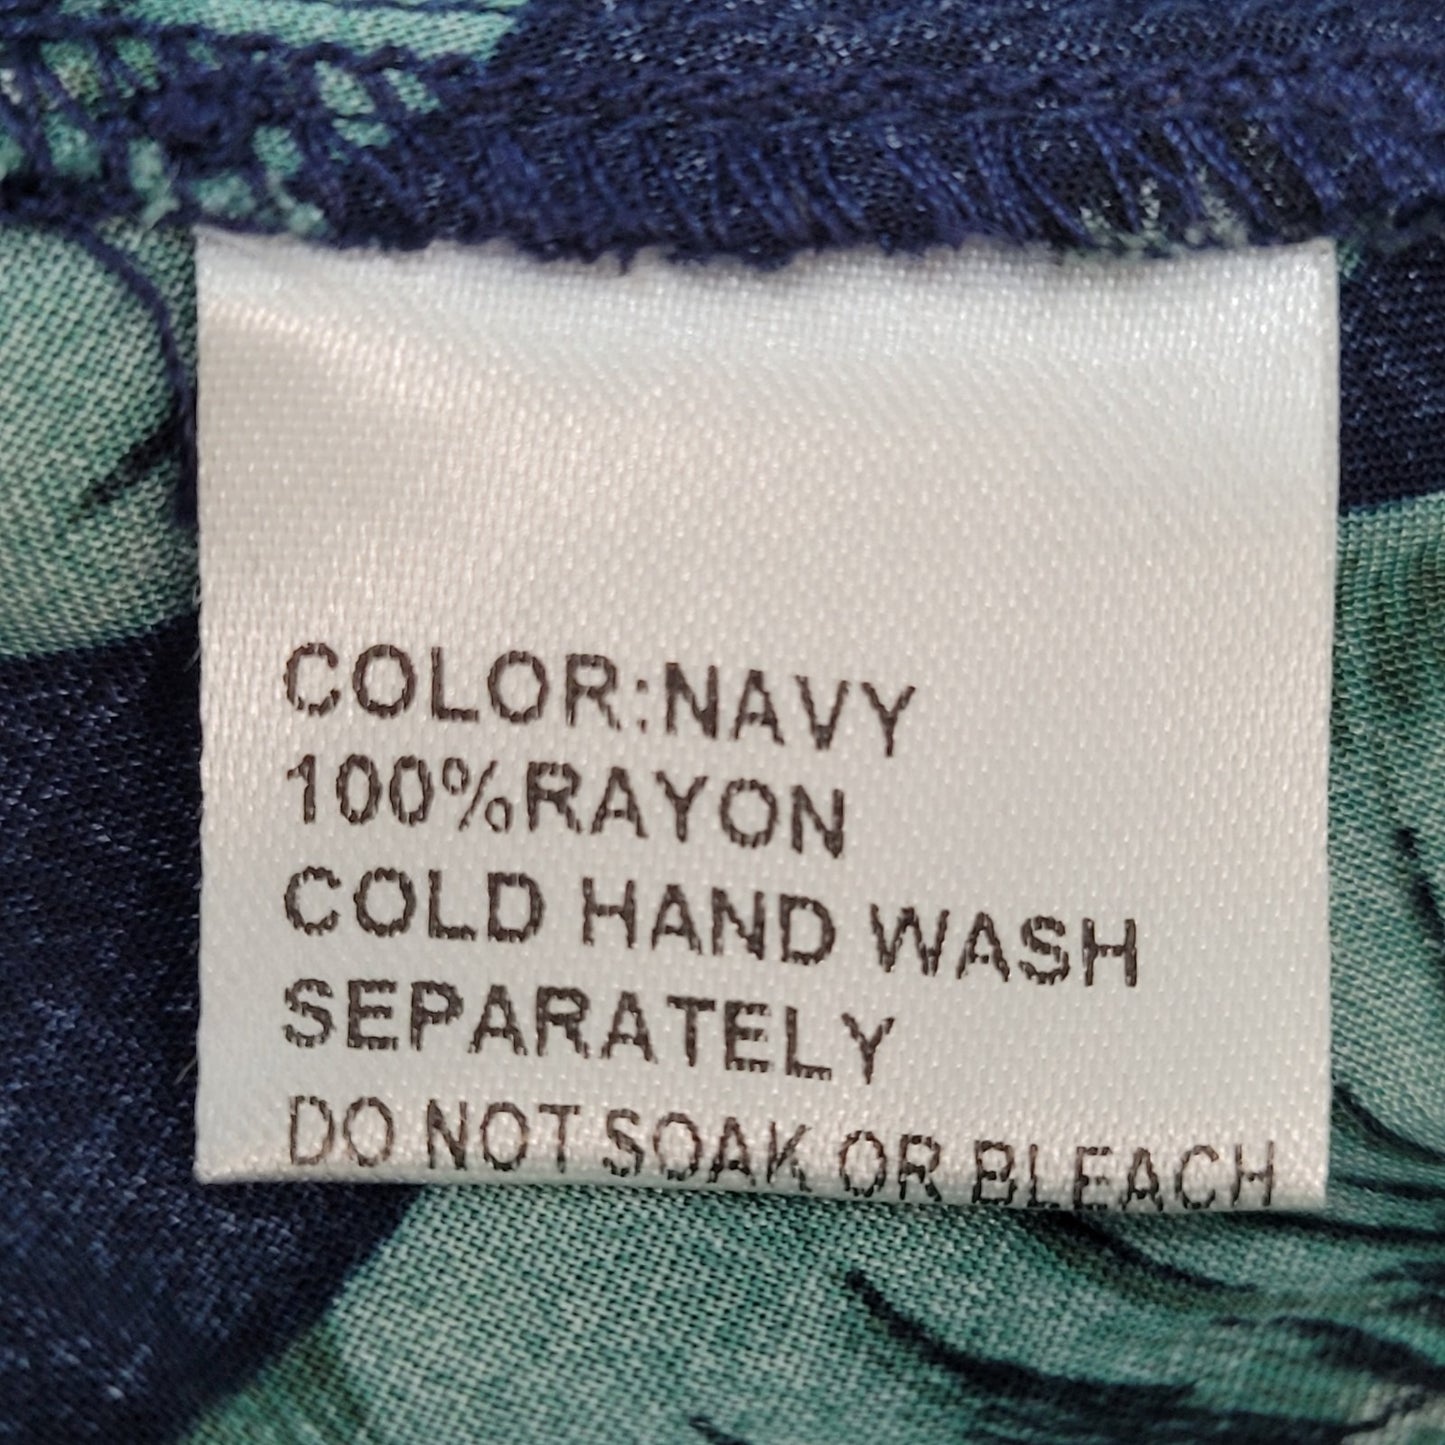 COLOR:NAVY
100%RAYON
COLD HAND WASH
SEPARATELY
DO NOT SOAK OR BLEACH